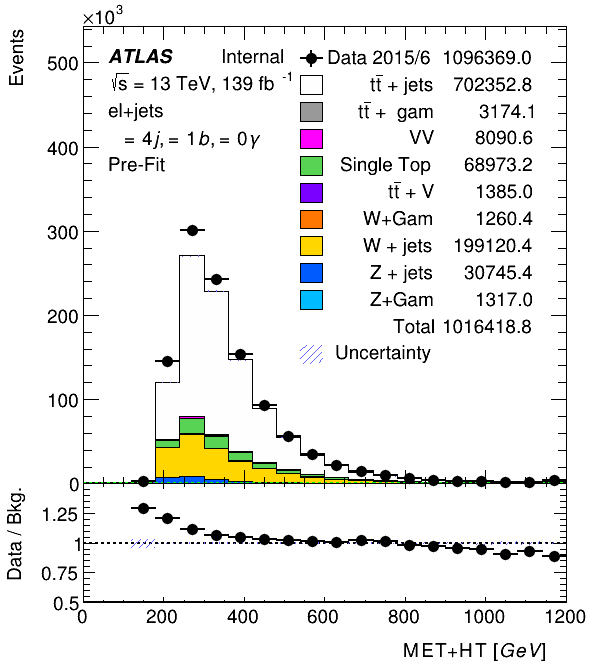 ×10³
Events
500
400
300
200
100
0
ATLAS Internal
√s = 13 TeV, 139 fb⁻¹
el+jets
= 4j, = 1b, = 0γ
Pre-Fit
Data 2015/6 1096369.0
tt̄ + jets 702352.8
tt̄ + gam 3174.1
VV 8090.6
Single Top 68973.2
tt̄ + V 1385.0
W+Gam 1260.4
W + jets 199120.4
Z + jets 30745.4
Z+Gam 1317.0
Total 1016418.8
Uncertainty
Data / Bkg.
1.25
1
0.75
0.5
0 200 400 600 800 1000 1200
MET+HT [GeV]